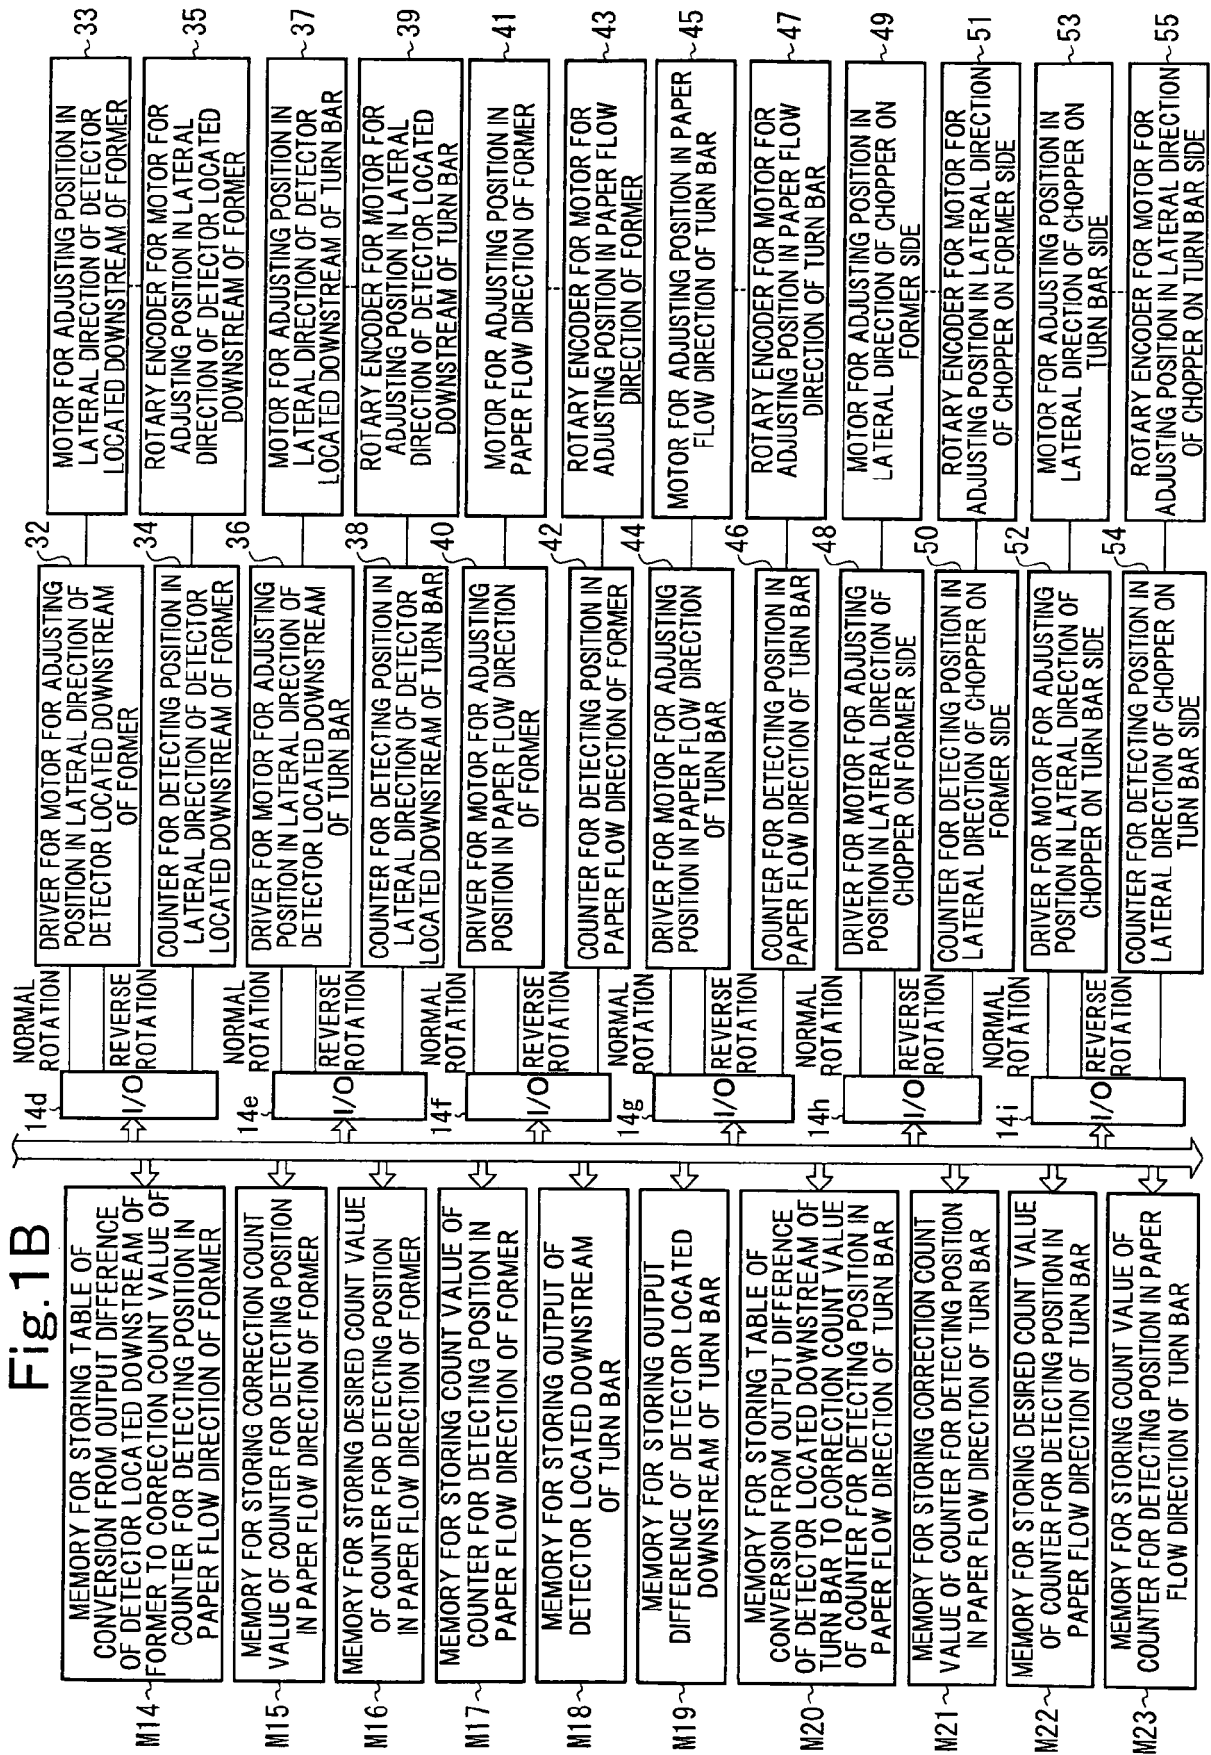 Fig.1B
MEMORY FOR STORING TABLE OF
CONVERSION FROM OUTPUT DIFFERENCE
OF DETECTOR LOCATED DOWNSTREAM OF
FORMER TO CORRECTION COUNT VALUE OF
COUNTER FOR DETECTING POSITION IN
PAPER FLOW DIRECTION OF FORMER
M14
MEMORY FOR STORING CORRECTION COUNT
VALUE OF COUNTER FOR DETECTING POSITION
IN PAPER FLOW DIRECTION OF FORMER
M15
MEMORY FOR STORING DESIRED COUNT VALUE
OF COUNTER FOR DETECTING POSITION
IN PAPER FLOW DIRECTION OF FORMER
M16
MEMORY FOR STORING COUNT VALUE OF
COUNTER FOR DETECTING POSITION IN
PAPER FLOW DIRECTION OF FORMER
M17
MEMORY FOR STORING OUTPUT OF
DETECTOR LOCATED DOWNSTREAM
OF TURN BAR
M18
MEMORY FOR STORING OUTPUT
DIFFERENCE OF DETECTOR LOCATED
DOWNSTREAM OF TURN BAR
M19
MEMORY FOR STORING TABLE OF
CONVERSION FROM OUTPUT DIFFERENCE
OF DETECTOR LOCATED DOWNSTREAM OF
TURN BAR TO CORRECTION COUNT VALUE
OF COUNTER FOR DETECTING POSITION IN
PAPER FLOW DIRECTION OF TURN BAR
M20
MEMORY FOR STORING CORRECTION COUNT
VALUE OF COUNTER FOR DETECTING POSITION
IN PAPER FLOW DIRECTION OF TURN BAR
M21
MEMORY FOR STORING DESIRED COUNT VALUE
OF COUNTER FOR DETECTING POSITION IN
PAPER FLOW DIRECTION OF TURN BAR
M22
MEMORY FOR STORING COUNT VALUE OF
COUNTER FOR DETECTING POSITION IN PAPER
FLOW DIRECTION OF TURN BAR
M23
14d
I/O
NORMAL
ROTATION
REVERSE
ROTATION
14e
I/O
NORMAL
ROTATION
REVERSE
ROTATION
14f
I/O
NORMAL
ROTATION
REVERSE
ROTATION
14g
I/O
NORMAL
ROTATION
REVERSE
ROTATION
14h
I/O
NORMAL
ROTATION
REVERSE
ROTATION
14i
I/O
NORMAL
ROTATION
REVERSE
ROTATION
DRIVER FOR MOTOR FOR ADJUSTING
POSITION IN LATERAL DIRECTION OF
DETECTOR LOCATED DOWNSTREAM
OF FORMER
32
COUNTER FOR DETECTING POSITION IN
LATERAL DIRECTION OF DETECTOR
LOCATED DOWNSTREAM OF FORMER
34
DRIVER FOR MOTOR FOR ADJUSTING
POSITION IN LATERAL DIRECTION OF
DETECTOR LOCATED DOWNSTREAM
OF TURN BAR
36
COUNTER FOR DETECTING POSITION IN
LATERAL DIRECTION OF DETECTOR
LOCATED DOWNSTREAM OF TURN BAR
38
DRIVER FOR MOTOR FOR ADJUSTING
POSITION IN PAPER FLOW DIRECTION
OF FORMER
40
COUNTER FOR DETECTING POSITION IN
PAPER FLOW DIRECTION OF FORMER
42
DRIVER FOR MOTOR FOR ADJUSTING
POSITION IN PAPER FLOW DIRECTION
OF TURN BAR
44
COUNTER FOR DETECTING POSITION IN
PAPER FLOW DIRECTION OF TURN BAR
46
DRIVER FOR MOTOR FOR ADJUSTING
POSITION IN LATERAL DIRECTION OF
CHOPPER ON FORMER SIDE
48
COUNTER FOR DETECTING POSITION IN
LATERAL DIRECTION OF CHOPPER ON
FORMER SIDE
50
DRIVER FOR MOTOR FOR ADJUSTING
POSITION IN LATERAL DIRECTION OF
CHOPPER ON TURN BAR SIDE
52
COUNTER FOR DETECTING POSITION IN
LATERAL DIRECTION OF CHOPPER ON
TURN BAR SIDE
54
MOTOR FOR ADJUSTING POSITION IN
LATERAL DIRECTION OF DETECTOR
LOCATED DOWNSTREAM OF FORMER
33
ROTARY ENCODER FOR MOTOR FOR
ADJUSTING POSITION IN LATERAL
DIRECTION OF DETECTOR LOCATED
DOWNSTREAM OF FORMER
35
MOTOR FOR ADJUSTING POSITION IN
LATERAL DIRECTION OF DETECTOR
LOCATED DOWNSTREAM OF TURN BAR
37
ROTARY ENCODER FOR MOTOR FOR
ADJUSTING POSITION IN LATERAL
DIRECTION OF DETECTOR LOCATED
DOWNSTREAM OF TURN BAR
39
MOTOR FOR ADJUSTING POSITION IN
PAPER FLOW DIRECTION OF FORMER
41
ROTARY ENCODER FOR MOTOR FOR
ADJUSTING POSITION IN PAPER FLOW
DIRECTION OF FORMER
43
MOTOR FOR ADJUSTING POSITION IN PAPER
FLOW DIRECTION OF TURN BAR
45
ROTARY ENCODER FOR MOTOR FOR
ADJUSTING POSITION IN PAPER FLOW
DIRECTION OF TURN BAR
47
MOTOR FOR ADJUSTING POSITION IN
LATERAL DIRECTION OF CHOPPER ON
FORMER SIDE
49
ROTARY ENCODER FOR MOTOR FOR
ADJUSTING POSITION IN LATERAL DIRECTION
OF CHOPPER ON FORMER SIDE
51
MOTOR FOR ADJUSTING POSITION IN
LATERAL DIRECTION OF CHOPPER ON
TURN BAR SIDE
53
ROTARY ENCODER FOR MOTOR FOR
ADJUSTING POSITION IN LATERAL DIRECTION
OF CHOPPER ON TURN BAR SIDE
55